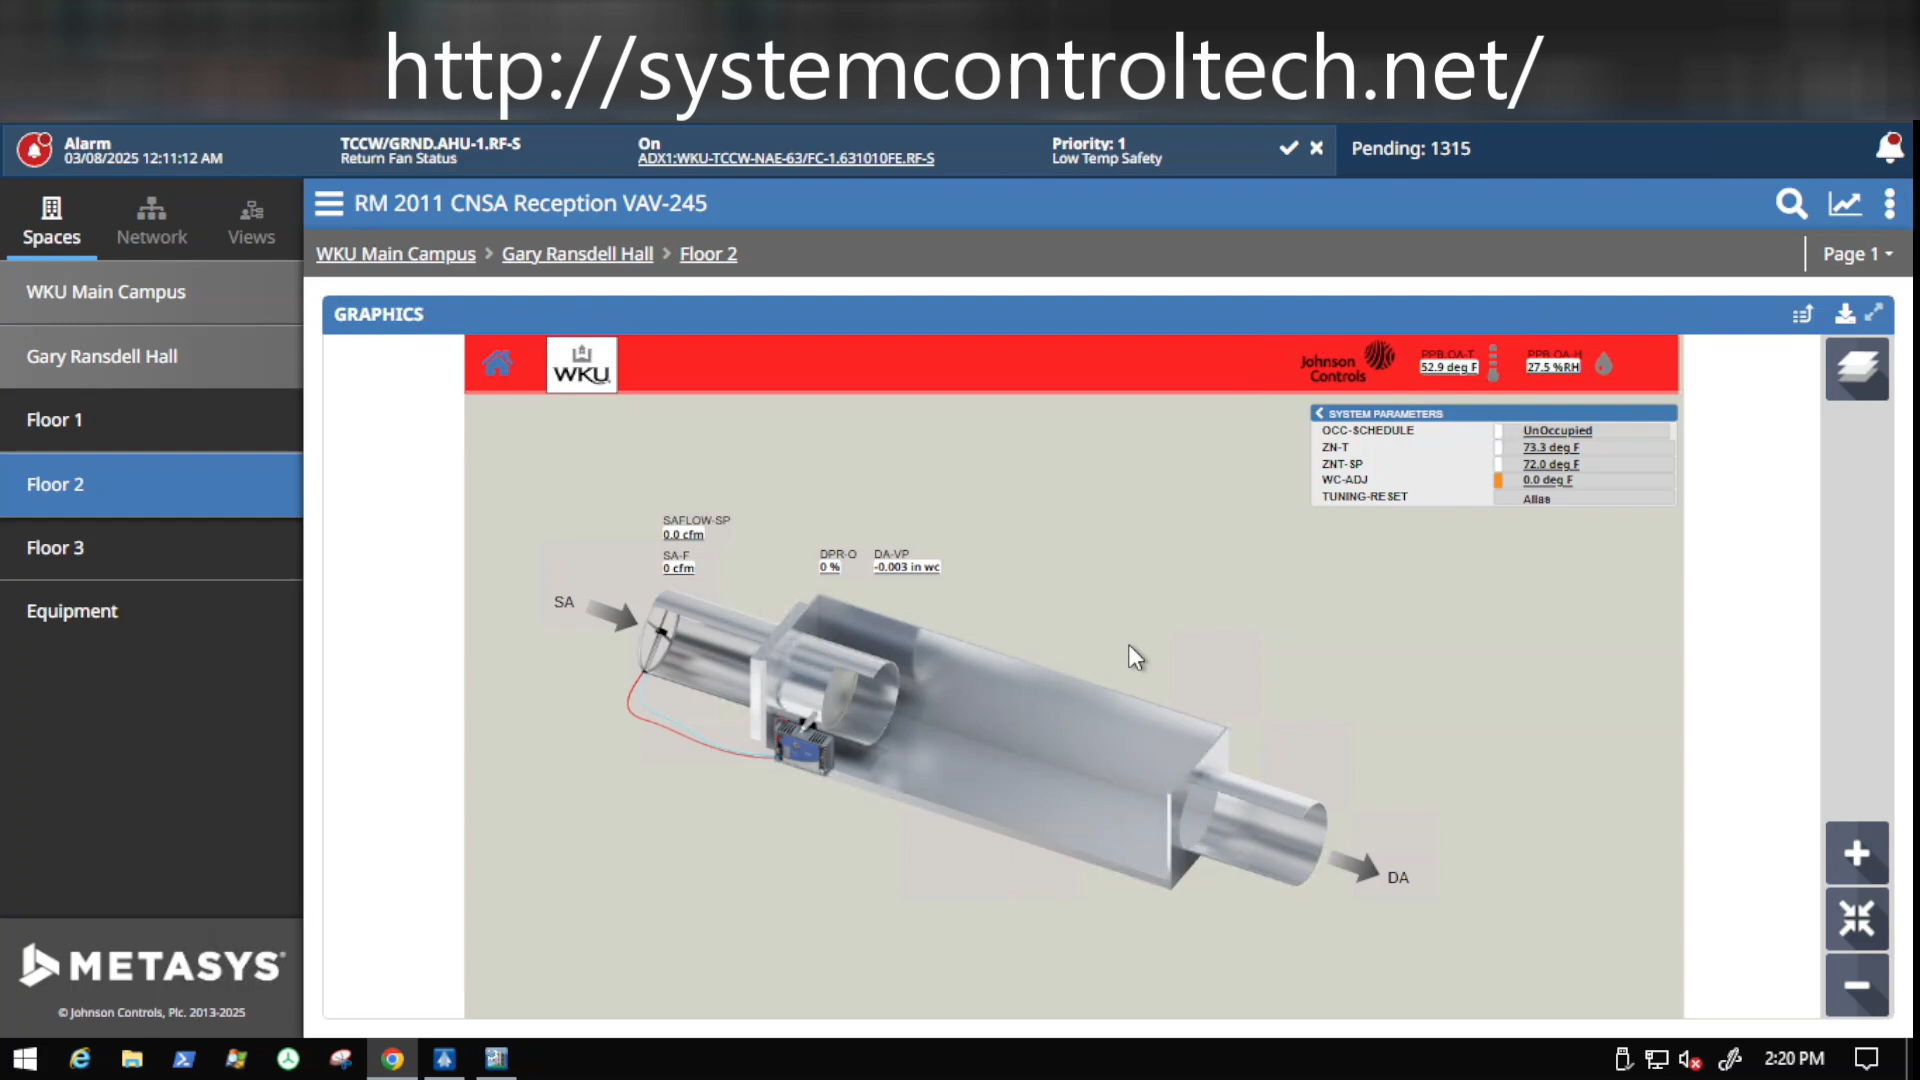 http://systemcontroltech.net/
Alarm
03/08/2025 12:11:12 AM
TCCW/GRND.AHU-1.RF-S
Return Fan Status
On
ADX1:WKU-TCCW-NAE-63/FC-1.631010FE.RF-S
Priority: 1
Low Temp Safety
Pending: 1315
Spaces
Network
Views
RM 2011 CNSA Reception VAV-245
WKU Main Campus > Gary Ransdell Hall > Floor 2
Page 1
WKU Main Campus
Gary Ransdell Hall
Floor 1
Floor 2
Floor 3
Equipment
GRAPHICS
WKU
Johnson
Controls
PPB.OA-T
52.9 deg F
PPB.OA-H
27.5 %RH
SYSTEM PARAMETERS
OCC-SCHEDULE UnOccupied
ZN-T 73.3 deg F
ZNT-SP 72.0 deg F
WC-ADJ 0.0 deg F
TUNING-RESET Alias
SAFLOW-SP
0.0 cfm
SA-F
0 cfm
DPR-O
0 %
DA-VP
-0.003 in wc
SA
DA
METASYS
© Johnson Controls, Plc. 2013-2025
2:20 PM